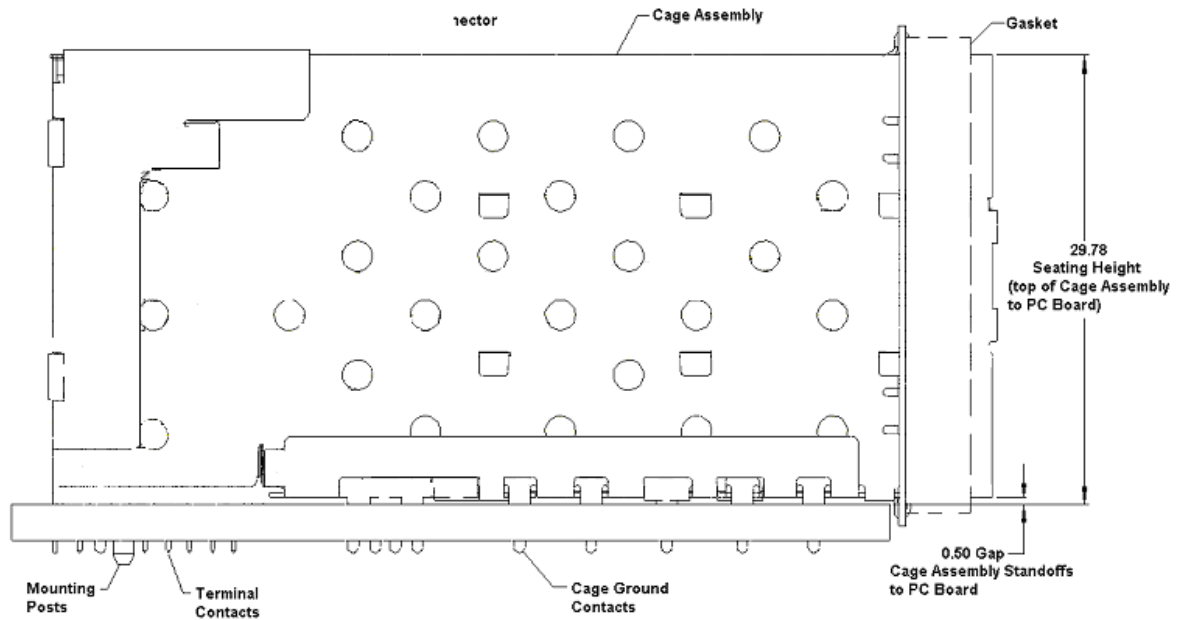 nector
Cage Assembly
Gasket
29.78
Seating Height
(top of Cage Assembly
to PC Board)
0.50 Gap
Cage Assembly Standoffs
to PC Board
Mounting
Posts
Terminal
Contacts
Cage Ground
Contacts